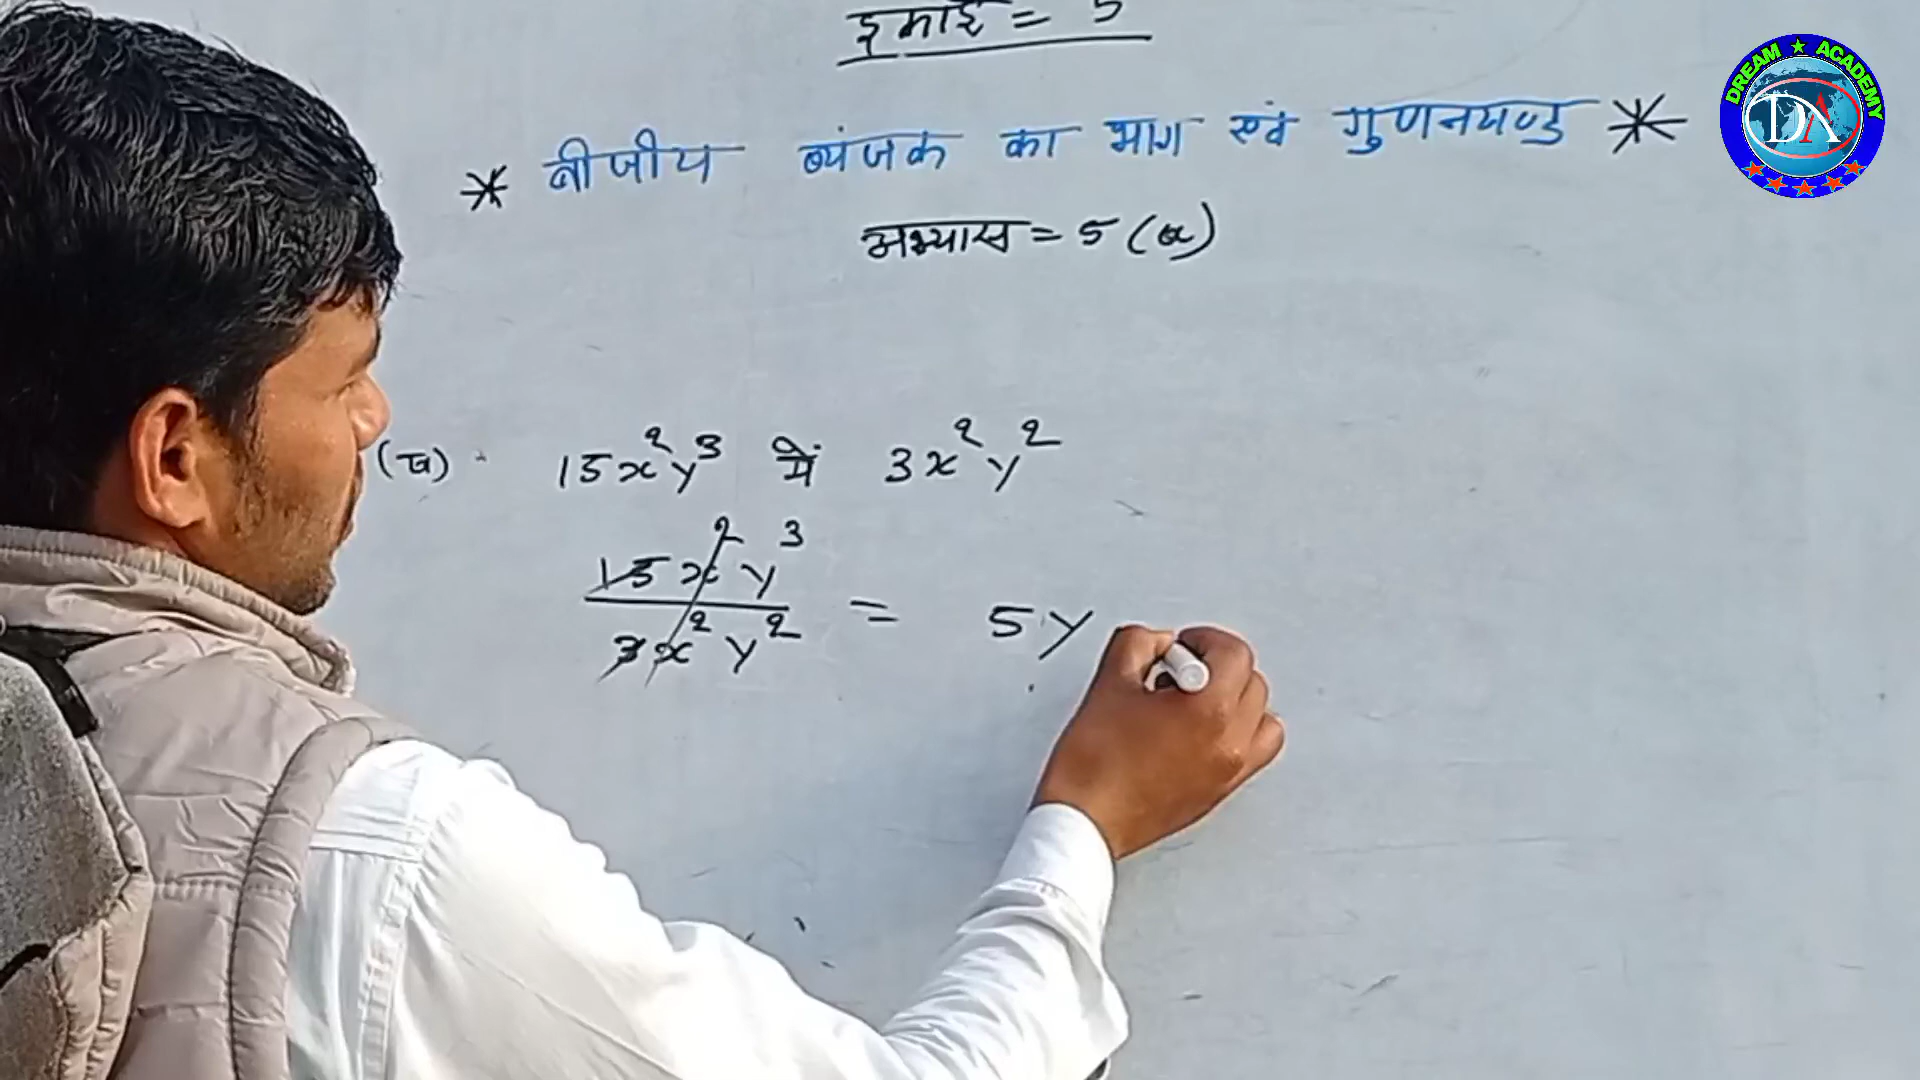 इकाई = 5
* बीजीय व्यंजक का भाग एवं गुणनखण्ड *
अभ्यास = 5 (a)
15x²y³ में 3x²y²
15x²y³
――― = 5y
3x²y²
DREAM ★ ACADEMY
DA